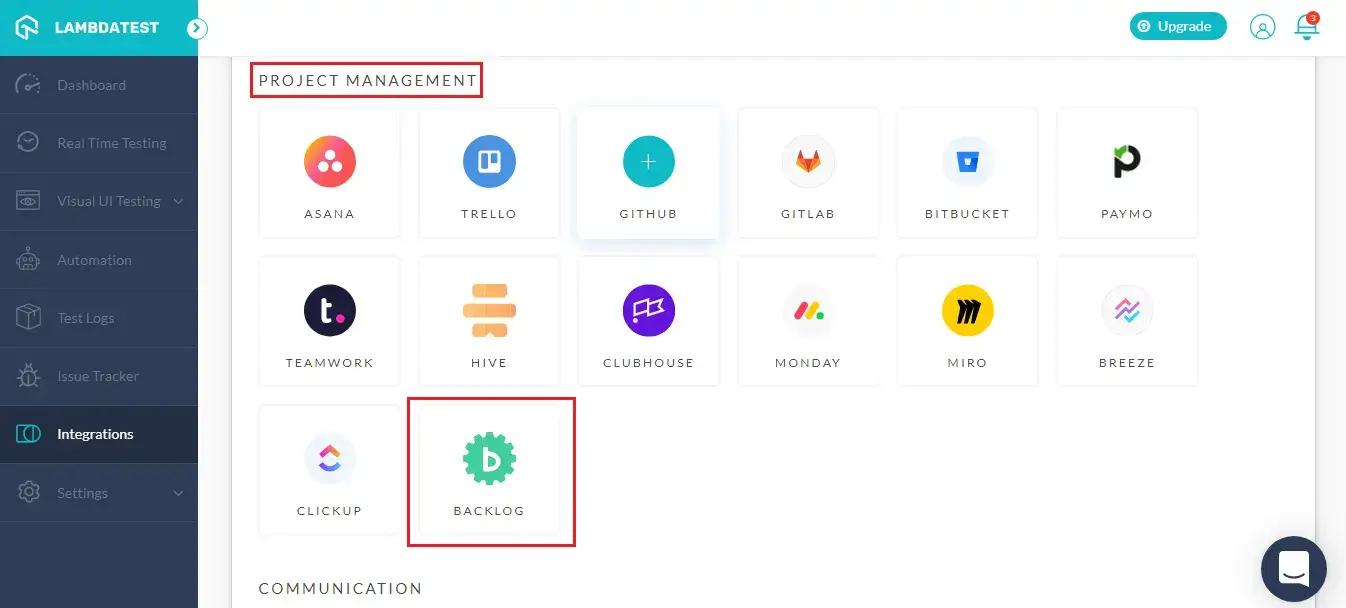 LAMBDATEST
Upgrade
3
Dashboard
Real Time Testing
Visual UI Testing
Automation
Test Logs
Issue Tracker
Integrations
Settings
PROJECT MANAGEMENT
ASANA
TRELLO
GITHUB
GITLAB
BITBUCKET
PAYMO
t.
TEAMWORK
HIVE
CLUBHOUSE
MONDAY
MIRO
BREEZE
CLICKUP
b
BACKLOG
COMMUNICATION